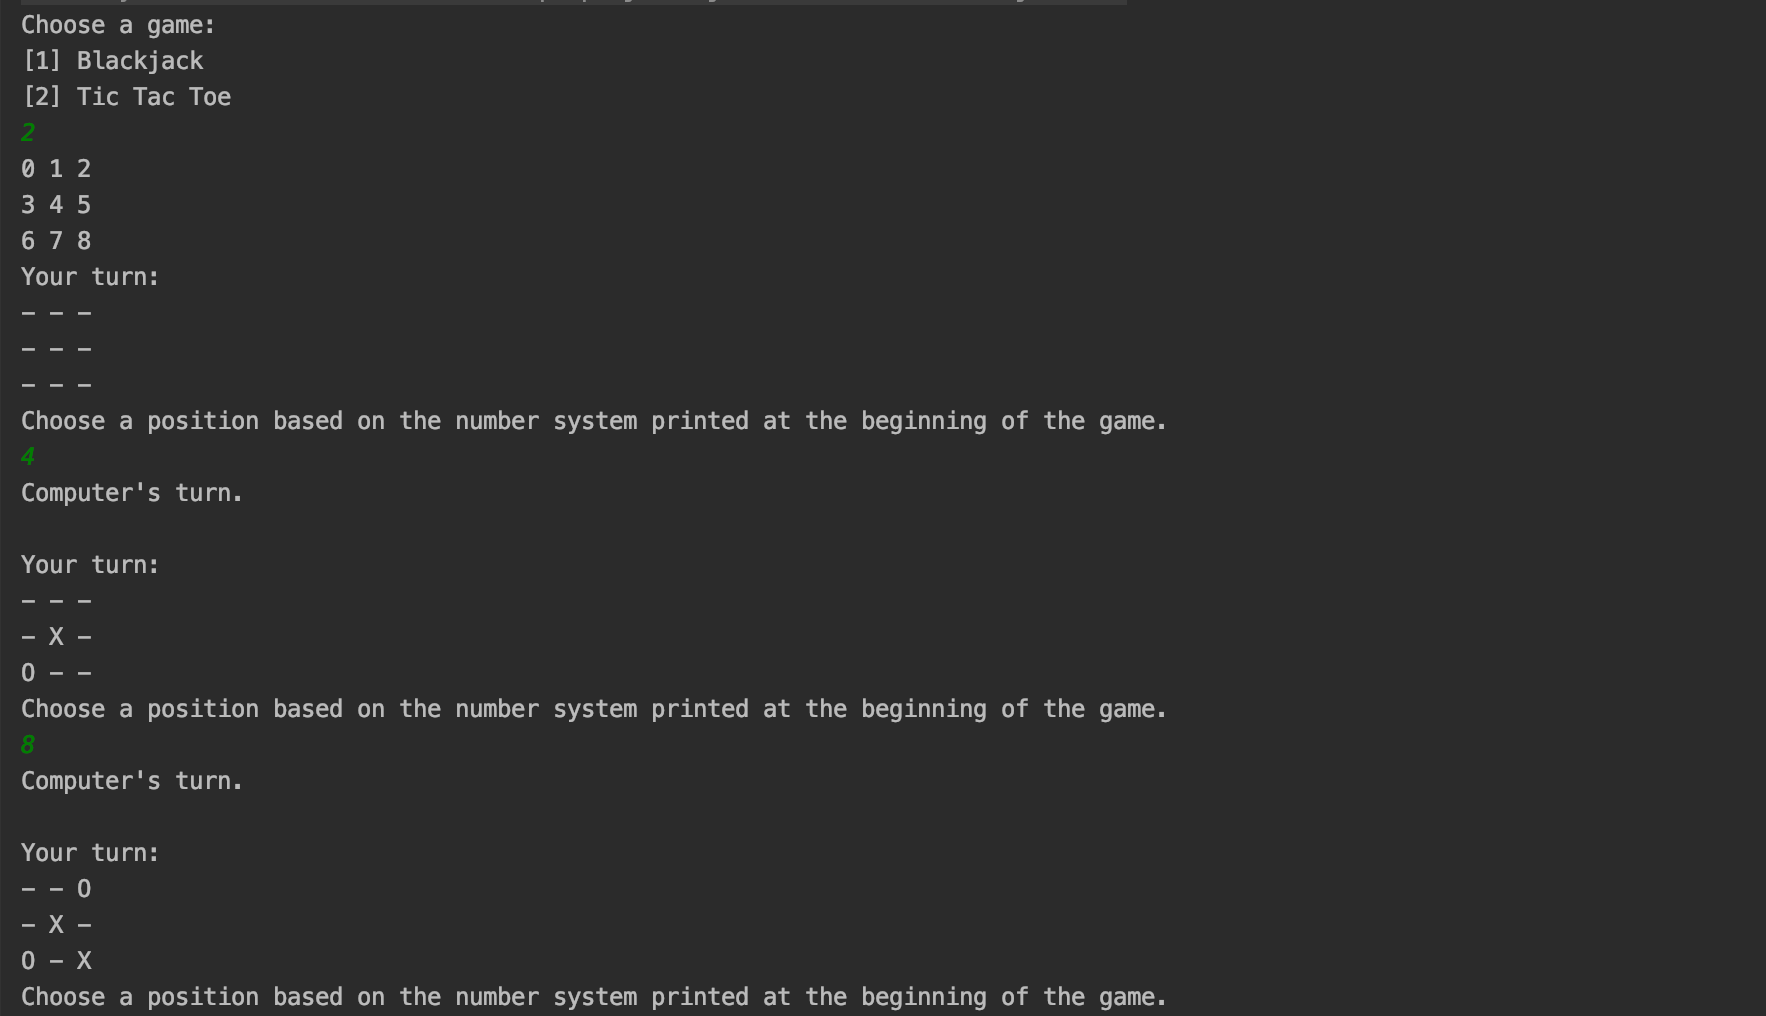 Choose a game:
[1] Blackjack
[2] Tic Tac Toe
2
0 1 2
3 4 5
6 7 8
Your turn:
- - -
- - -
- - -
Choose a position based on the number system printed at the beginning of the game.
4
Computer's turn.
Your turn:
- - -
- X -
O - -
Choose a position based on the number system printed at the beginning of the game.
8
Computer's turn.
Your turn:
- - O
- X -
O - X
Choose a position based on the number system printed at the beginning of the game.